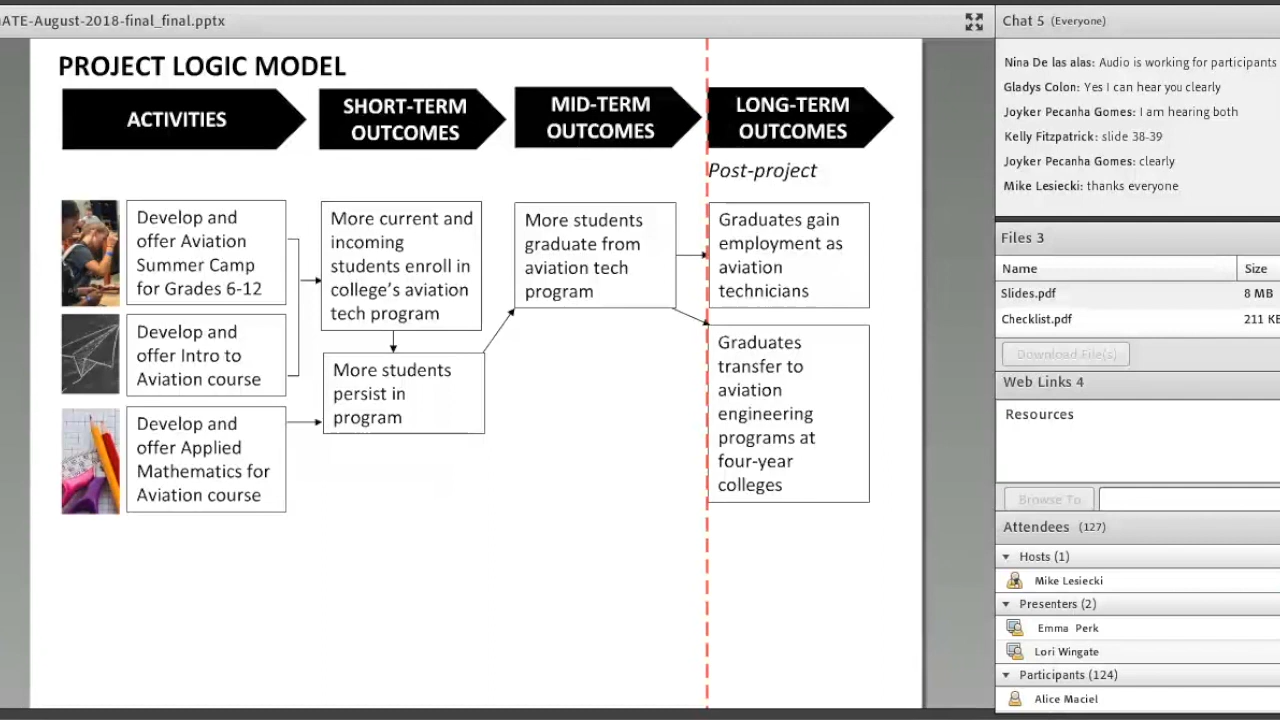 ATE-August-2018-final_final.pptx
PROJECT LOGIC MODEL
ACTIVITIES
SHORT-TERM
OUTCOMES
MID-TERM
OUTCOMES
LONG-TERM
OUTCOMES
Post-project
Develop and
offer Aviation
Summer Camp
for Grades 6-12
Develop and
offer Intro to
Aviation course
Develop and
offer Applied
Mathematics for
Aviation course
More current and
incoming
students enroll in
college's aviation
tech program
More students
persist in
program
More students
graduate from
aviation tech
program
Graduates gain
employment as
aviation
technicians
Graduates
transfer to
aviation
engineering
programs at
four-year
colleges
Chat 5 (Everyone)
Nina De las alas: Audio is working for participants
Gladys Colon: Yes I can hear you clearly
Joyker Pecanha Gomes: I am hearing both
Kelly Fitzpatrick: slide 38-39
Joyker Pecanha Gomes: clearly
Mike Lesiecki: thanks everyone
Files 3
Name Size
Slides.pdf 8 MB
Checklist.pdf 211 KB
Download File(s)
Web Links 4
Resources
Browse To
Attendees (127)
Hosts (1)
Mike Lesiecki
Presenters (2)
Emma Perk
Lori Wingate
Participants (124)
Alice Maciel